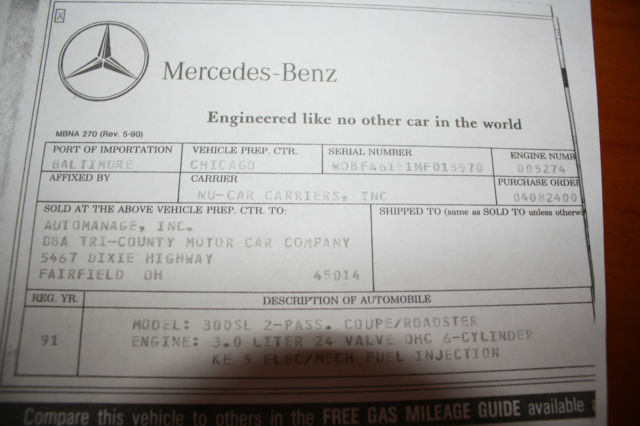 X
Mercedes-Benz
Engineered like no other car in the world
MBNA 270 (Rev. 5-90)
PORT OF IMPORTATION VEHICLE PREP. CTR. SERIAL NUMBER ENGINE NUMB
BALTIMORE CHICAGO WDBFA61E1MF015970 005274
AFFIXED BY CARRIER PURCHASE ORDER
NU-CAR CARRIERS, INC 04082400
SOLD AT THE ABOVE VEHICLE PREP. CTR. TO: SHIPPED TO (same as SOLD TO unless otherwi
AUTOMANAGE, INC.
DBA TRI-COUNTY MOTOR CAR COMPANY
5467 DIXIE HIGHWAY
FAIRFIELD OH 45014
REG. YR. DESCRIPTION OF AUTOMOBILE
91 MODEL: 300SL 2-PASS. COUPE/ROADSTER
ENGINE: 3.0 LITER 24 VALVE OHC 6-CYLINDER
KE 5 ELEC/MECH FUEL INJECTION
Compare this vehicle to others in the FREE GAS MILEAGE GUIDE available